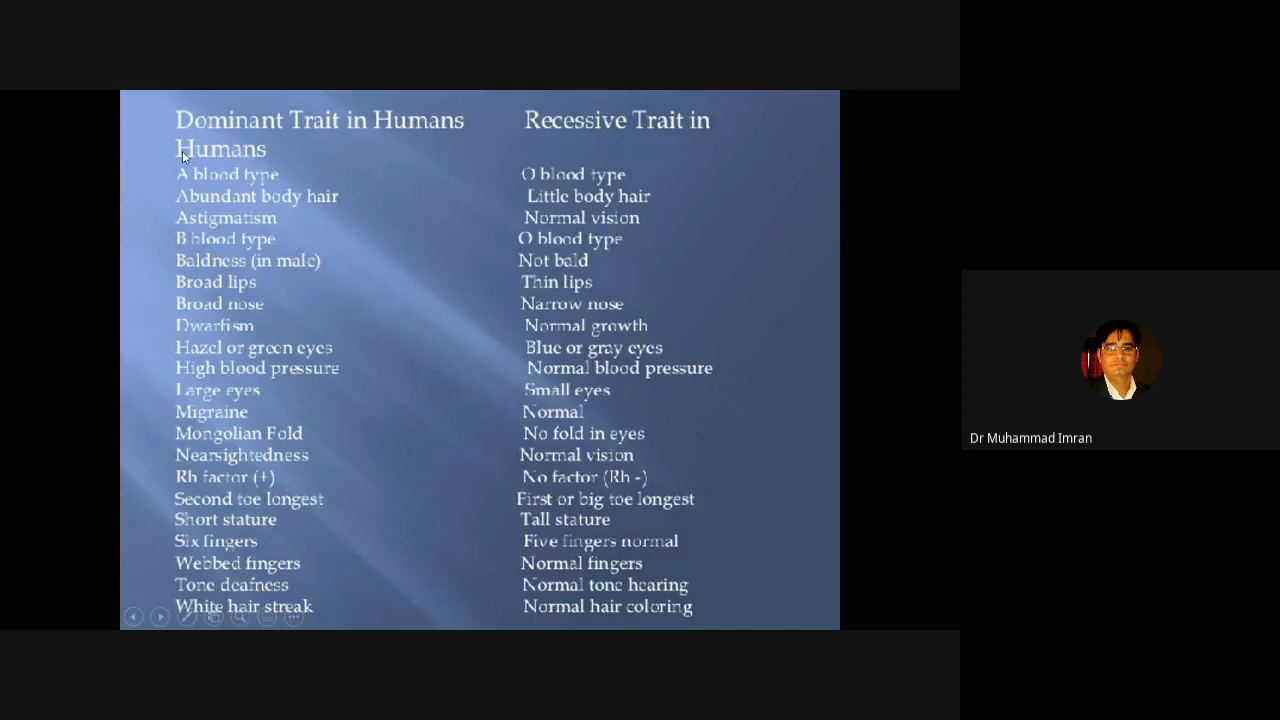 Dominant Trait in Humans Recessive Trait in
Humans
A blood type O blood type
Abundant body hair Little body hair
Astigmatism Normal vision
B blood type O blood type
Baldness (in male) Not bald
Broad lips Thin lips
Broad nose Narrow nose
Dwarfism Normal growth
Hazel or green eyes Blue or gray eyes
High blood pressure Normal blood pressure
Large eyes Small eyes
Migraine Normal
Mongolian Fold No fold in eyes
Nearsightedness Normal vision
Rh factor (+) No factor (Rh -)
Second toe longest First or big toe longest
Short stature Tall stature
Six fingers Five fingers normal
Webbed fingers Normal fingers
Tone deafness Normal tone hearing
White hair streak Normal hair coloring
Dr Muhammad Imran